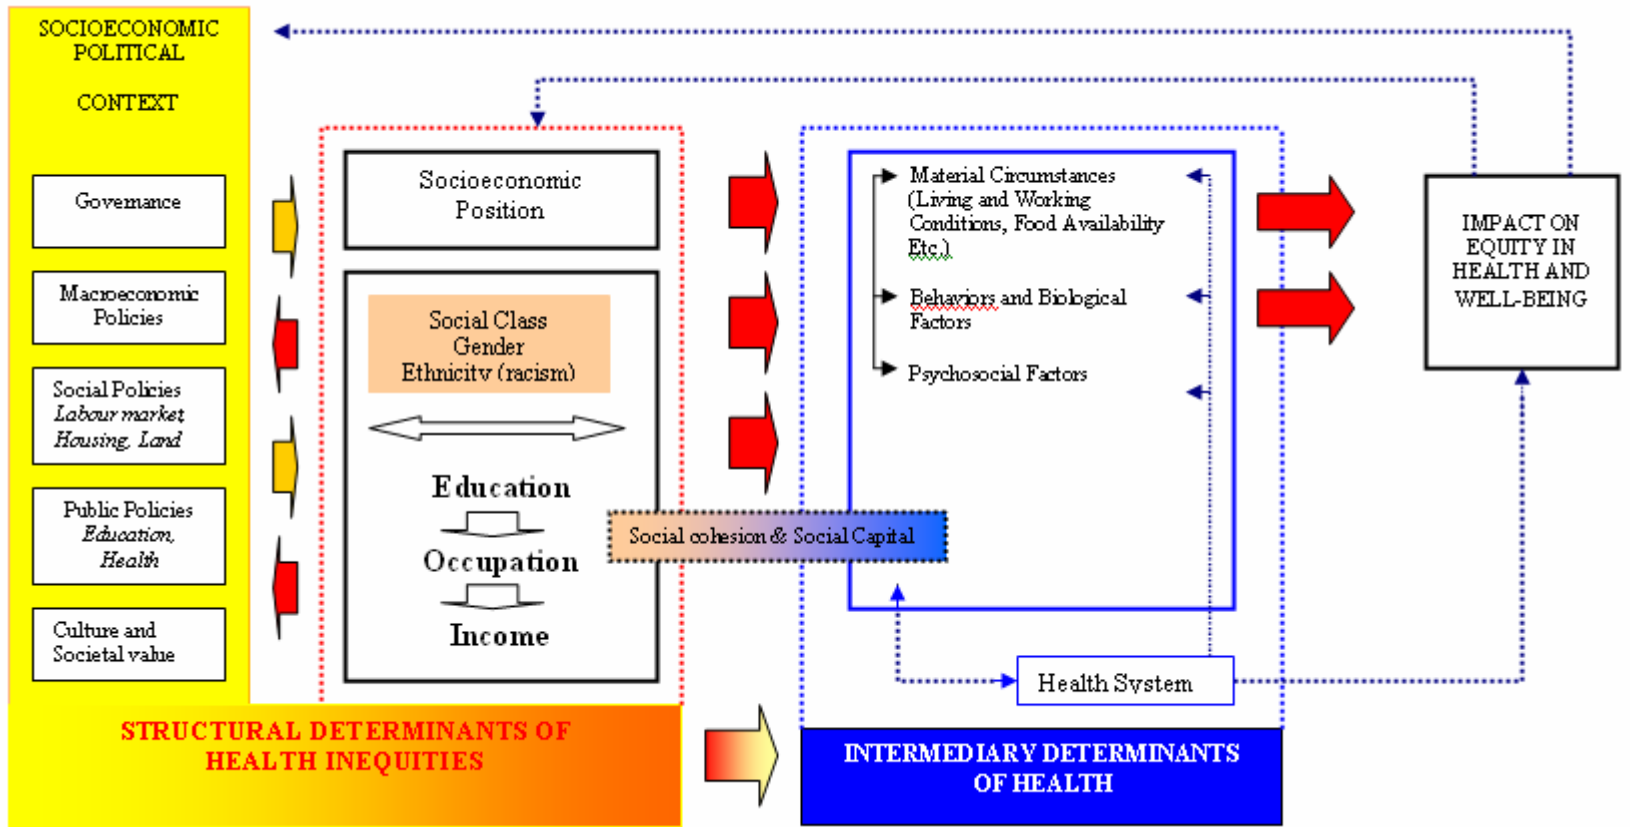 SOCIOECONOMIC
POLITICAL
CONTEXT
Governance
Macroeconomic
Policies
Social Policies
Labour market,
Housing, Land
Public Policies
Education,
Health
Culture and
Societal value
Socioeconomic
Position
Social Class
Gender
Ethnicity (racism)
Education
Occupation
Income
Social cohesion & Social Capital
Material Circumstances
(Living and Working
Conditions, Food Availability
Etc.)
Behaviors and Biological
Factors
Psychosocial Factors
Health System
IMPACT ON
EQUITY IN
HEALTH AND
WELL-BEING
STRUCTURAL DETERMINANTS OF
HEALTH INEQUITIES
INTERMEDIARY DETERMINANTS
OF HEALTH